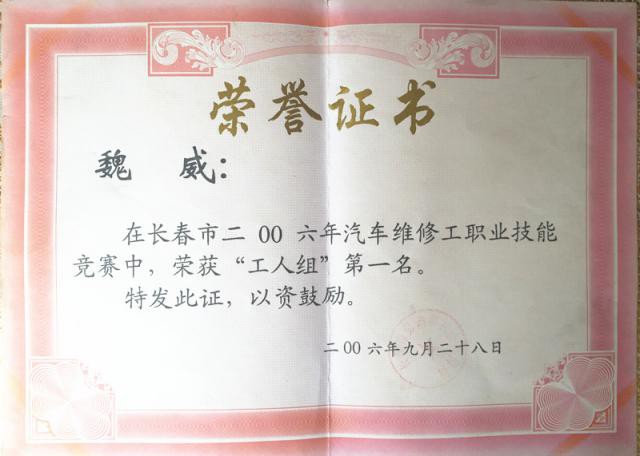 荣誉证书
魏 威：
在长春市二00六年汽车维修工职业技能
竞赛中，荣获“工人组”第一名。
特发此证，以资鼓励。
二00六年九月二十八日